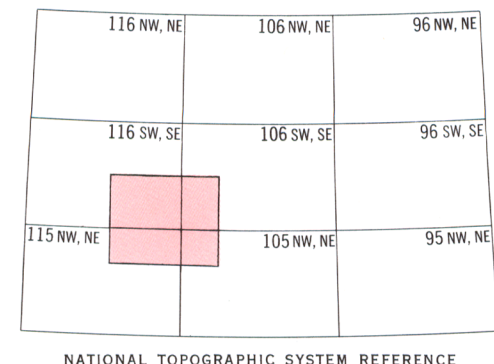 116 NW, NE
106 NW, NE
96 NW, NE
116 SW, SE
106 SW, SE
96 SW, SE
115 NW, NE
105 NW, NE
95 NW, NE
NATIONAL TOPOGRAPHIC SYSTEM REFERENCE